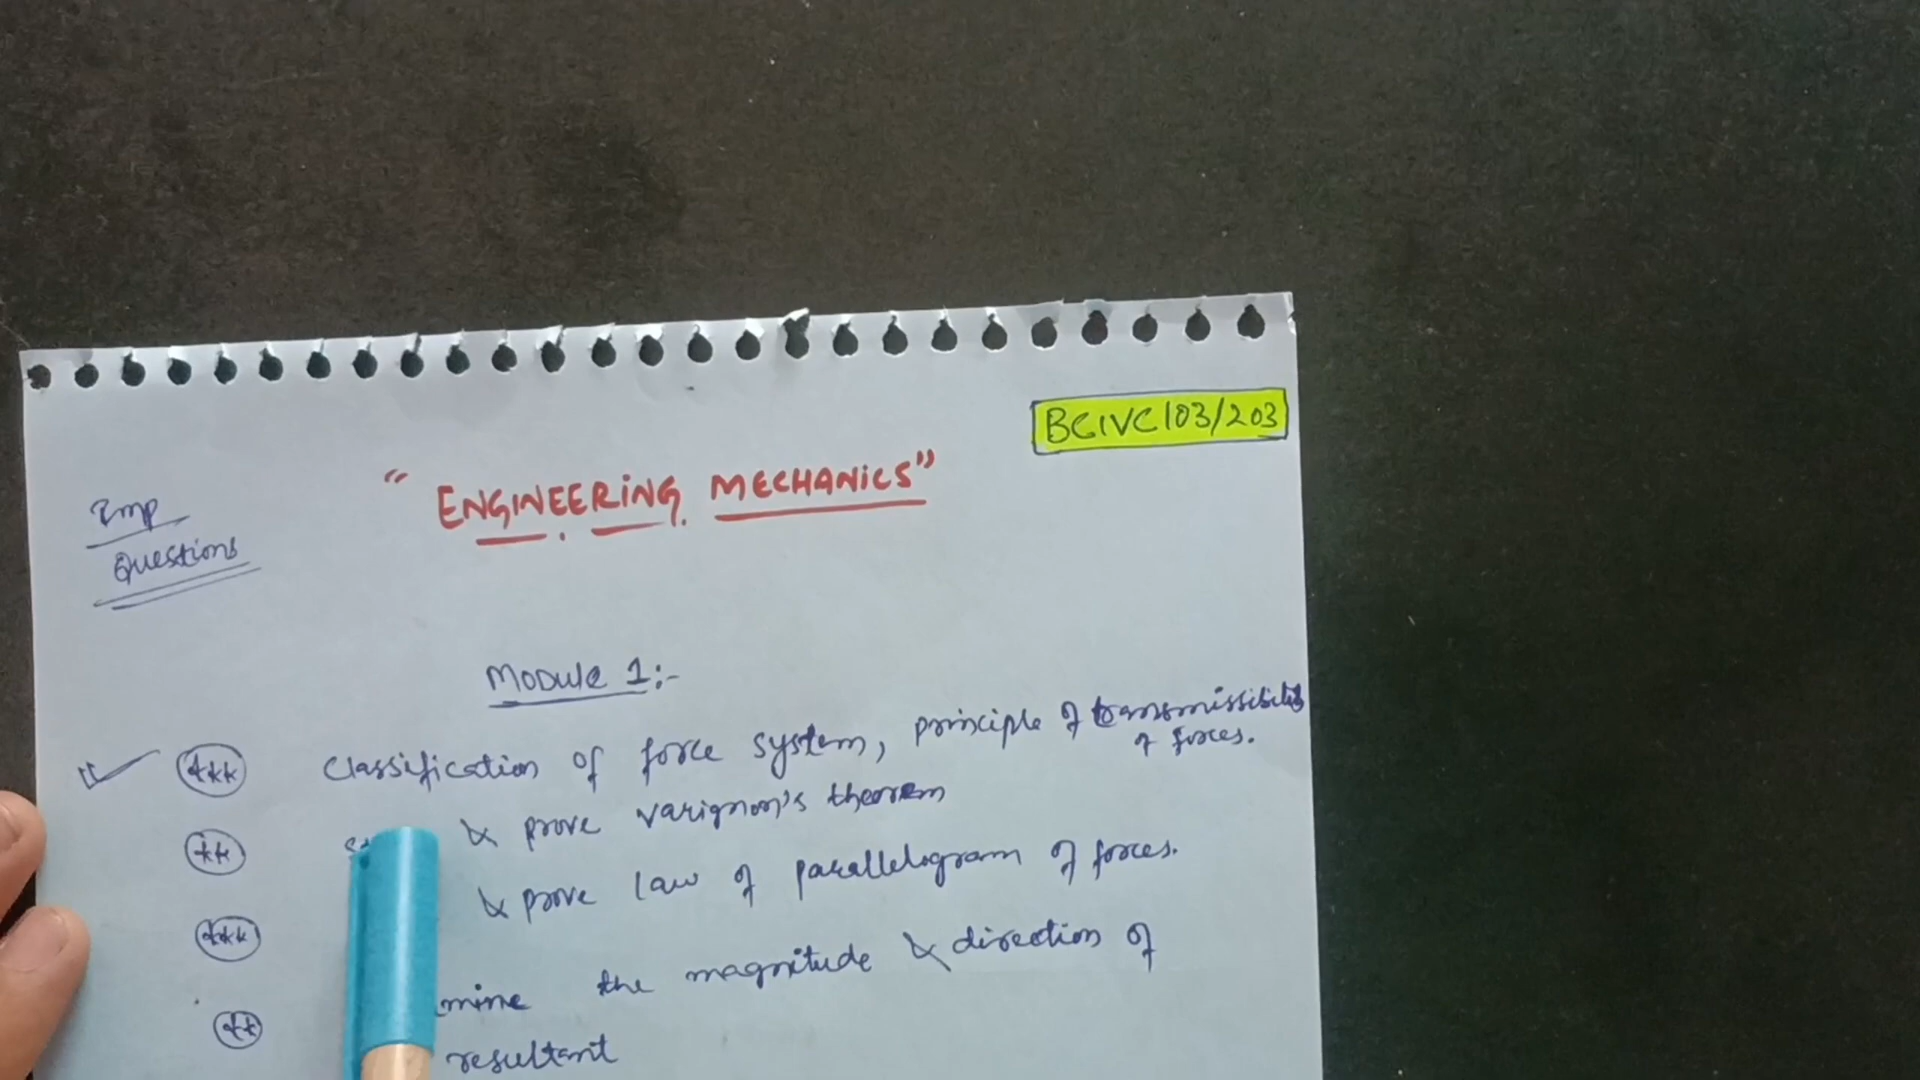 BCIVC103/203
"ENGINEERING MECHANICS"
Imp
Questions
Module 1:-
*** Classification of force system, principle of transmissibility
of forces.
** & prove varignon's theorem
*** & prove law of parallelogram of forces.
** mine the magnitude & direction of
resultant